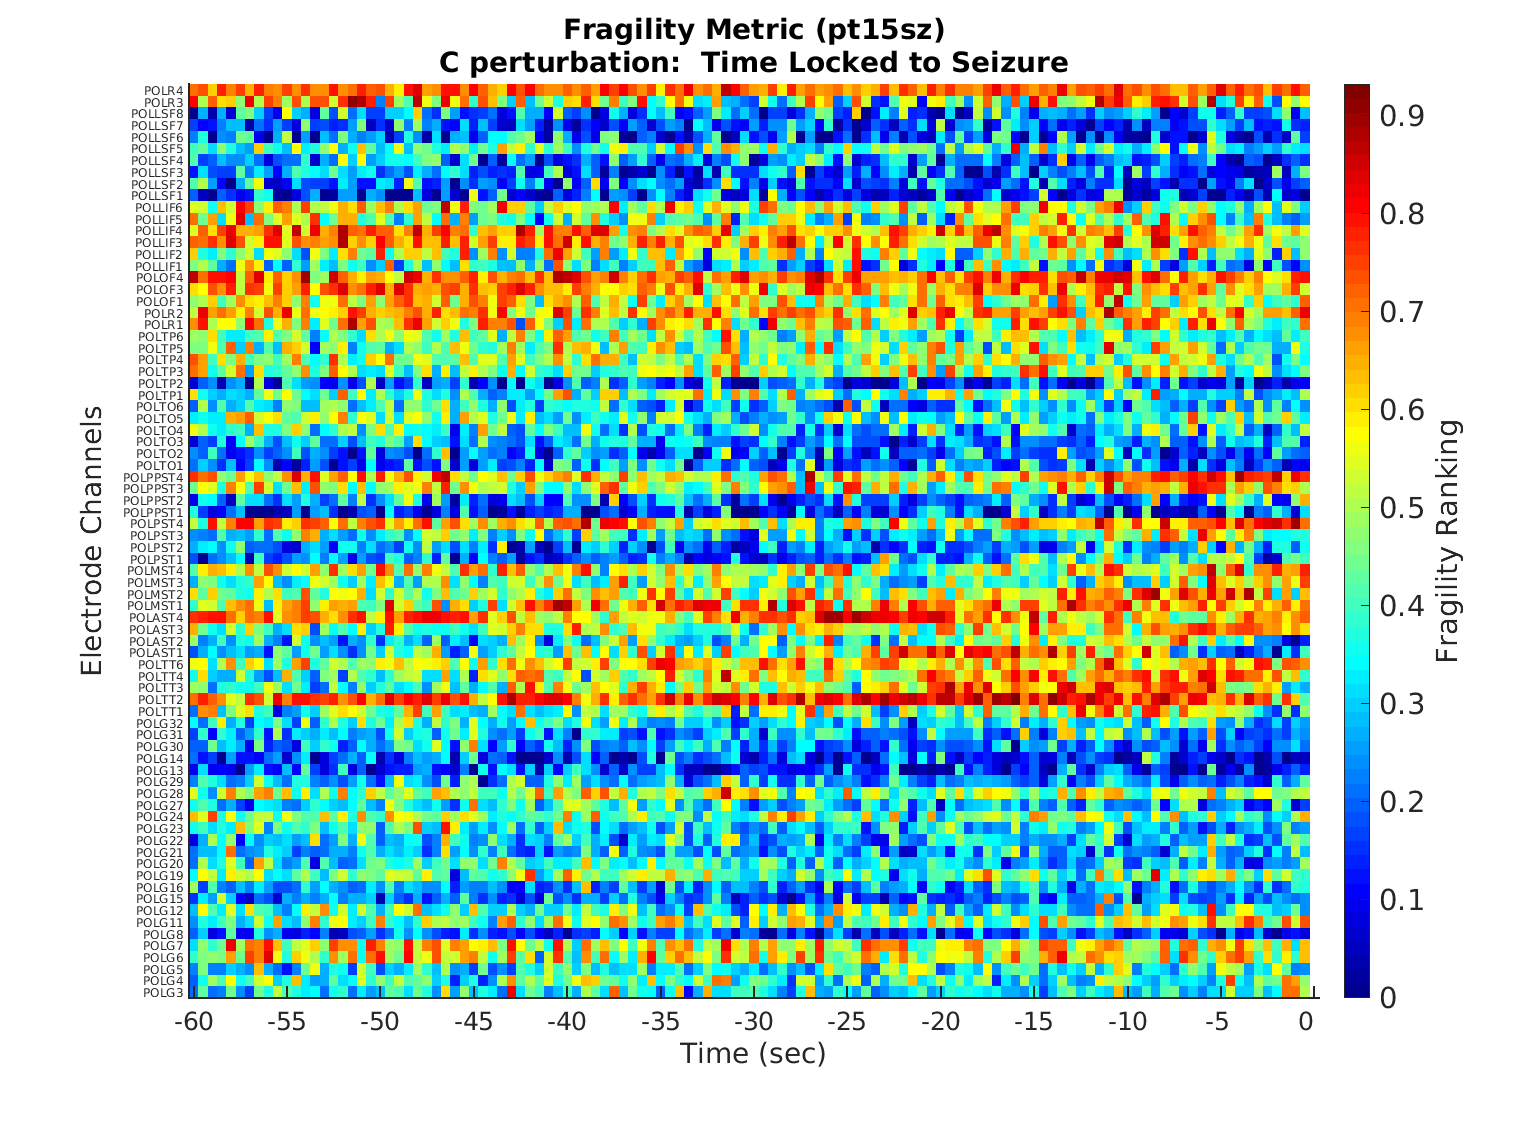 Fragility Metric (pt15sz)
C perturbation:  Time Locked to Seizure
POLR4
POLR3
POLLSF8
POLLSF7
POLLSF6
POLLSF5
POLLSF4
POLLSF3
POLLSF2
POLLSF1
POLLIF6
POLLIF5
POLLIF4
POLLIF3
POLLIF2
POLLIF1
POLOF4
POLOF3
POLOF1
POLR2
POLR1
POLTP6
POLTP5
POLTP4
POLTP3
POLTP2
POLTP1
POLTO6
POLTO5
POLTO4
POLTO3
POLTO2
POLTO1
POLPPST4
POLPPST3
POLPPST2
POLPPST1
POLPST4
POLPST3
POLPST2
POLPST1
POLMST4
POLMST3
POLMST2
POLMST1
POLAST4
POLAST3
POLAST2
POLAST1
POLTT6
POLTT4
POLTT3
POLTT2
POLTT1
POLG32
POLG31
POLG30
POLG14
POLG13
POLG29
POLG28
POLG27
POLG24
POLG23
POLG22
POLG21
POLG20
POLG19
POLG16
POLG15
POLG12
POLG11
POLG8
POLG7
POLG6
POLG5
POLG4
POLG3
Electrode Channels
-60 -55 -50 -45 -40 -35 -30 -25 -20 -15 -10 -5 0
Time (sec)
0.9
0.8
0.7
0.6
0.5
0.4
0.3
0.2
0.1
0
Fragility Ranking